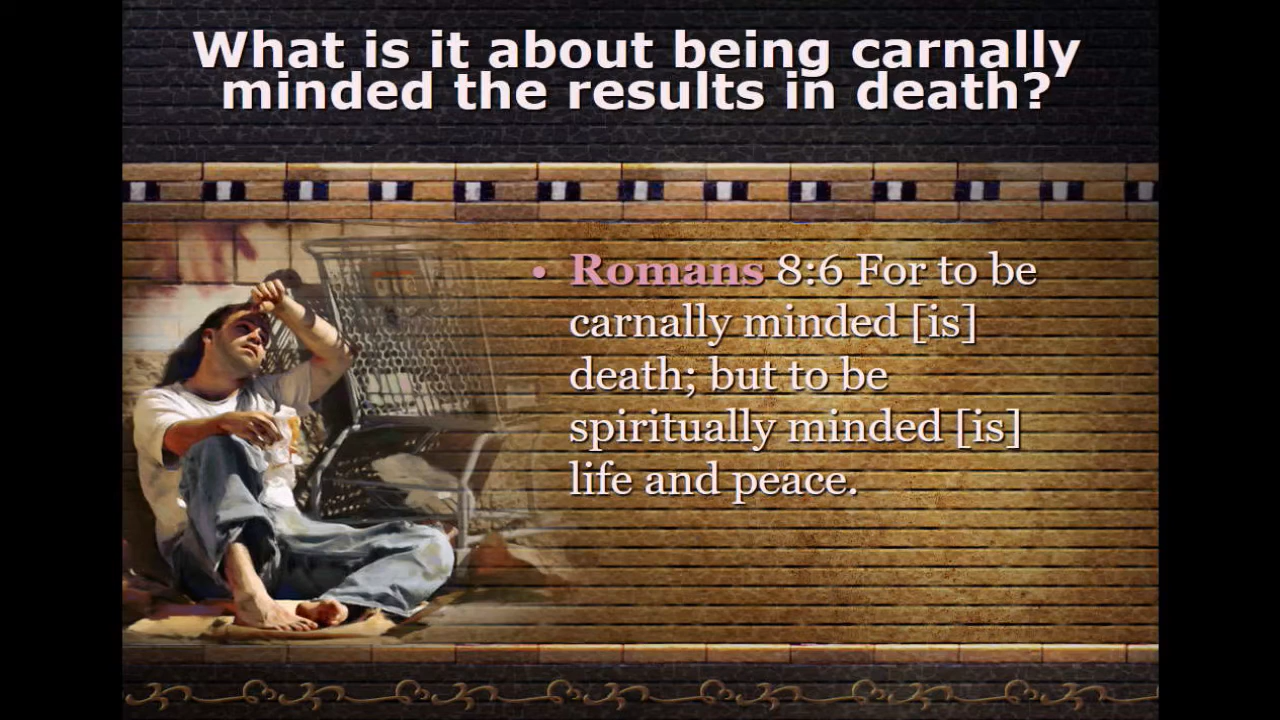 What is it about being carnally
minded the results in death?
• Romans 8:6 For to be
carnally minded [is]
death; but to be
spiritually minded [is]
life and peace.